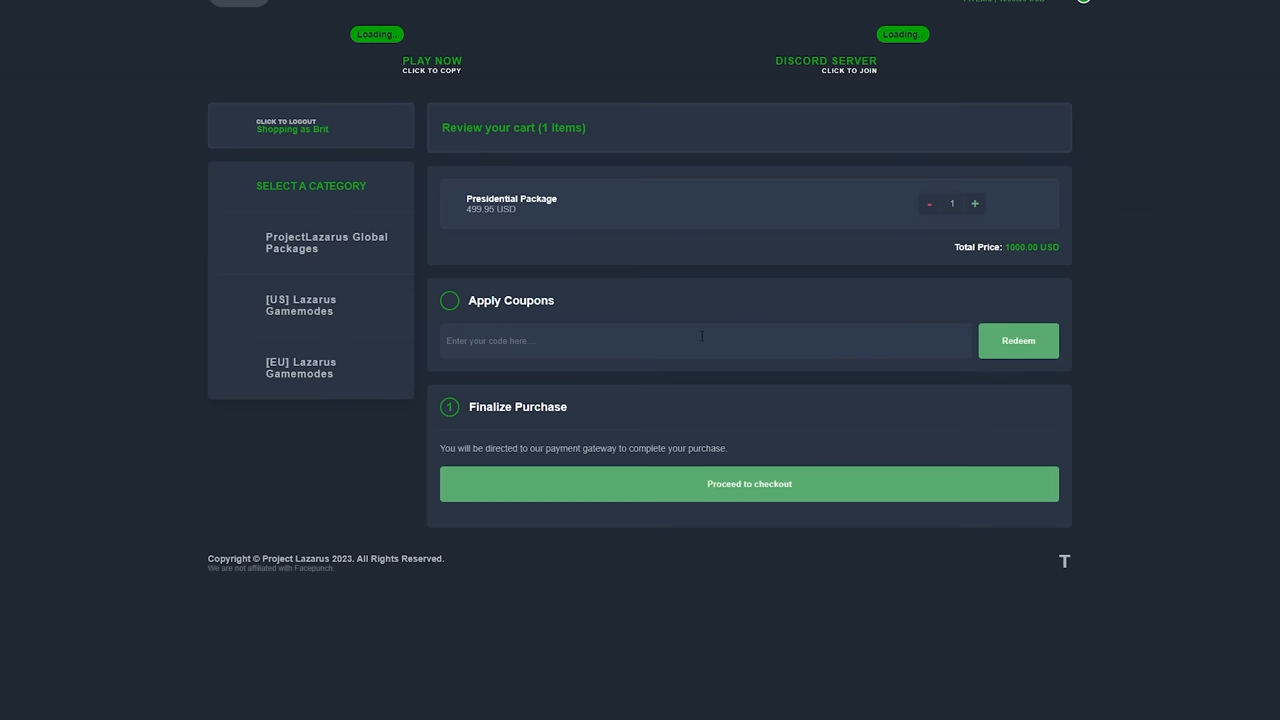 Loading..
Loading..
PLAY NOW
CLICK TO COPY
DISCORD SERVER
CLICK TO JOIN
CLICK TO LOGOUT
Shopping as Brit
Review your cart (1 items)
SELECT A CATEGORY
ProjectLazarus Global
Packages
[US] Lazarus
Gamemodes
[EU] Lazarus
Gamemodes
Presidential Package
499.95 USD
- 1 +
Total Price: 1000.00 USD
Apply Coupons
Enter your code here...
Redeem
1 Finalize Purchase
You will be directed to our payment gateway to complete your purchase.
Proceed to checkout
Copyright © Project Lazarus 2023. All Rights Reserved.
We are not affiliated with Facepunch.
T